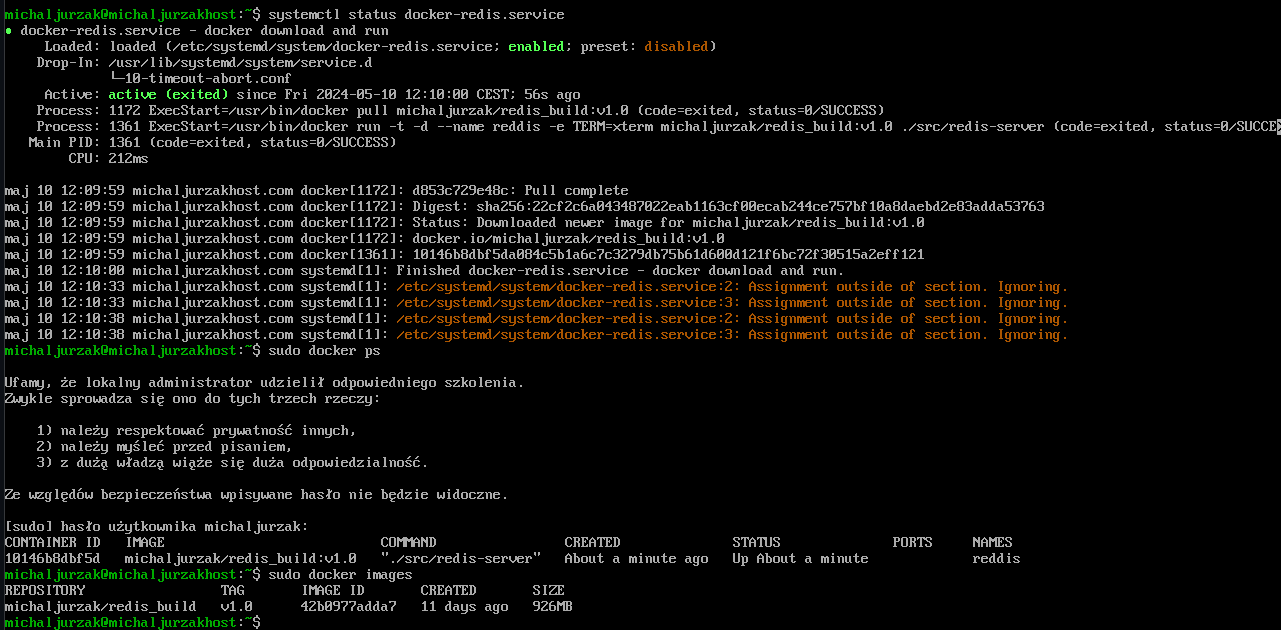 michaljurzak@michaljurzakhost:~$ systemctl status docker-redis.service
● docker-redis.service - docker download and run
     Loaded: loaded (/etc/systemd/system/docker-redis.service; enabled; preset: disabled)
    Drop-In: /usr/lib/systemd/system/service.d
             └─10-timeout-abort.conf
     Active: active (exited) since Fri 2024-05-10 12:10:00 CEST; 56s ago
    Process: 1172 ExecStart=/usr/bin/docker pull michaljurzak/redis_build:v1.0 (code=exited, status=0/SUCCESS)
    Process: 1361 ExecStart=/usr/bin/docker run -t -d --name reddis -e TERM=xterm michaljurzak/redis_build:v1.0 ./src/redis-server (code=exited, status=0/SUCCE>
   Main PID: 1361 (code=exited, status=0/SUCCESS)
        CPU: 212ms

maj 10 12:09:59 michaljurzakhost.com docker[1172]: d853c729e48c: Pull complete
maj 10 12:09:59 michaljurzakhost.com docker[1172]: Digest: sha256:22cf2c6a043487022eab1163cf00ecab244ce757bf10a8daebd2e83adda53763
maj 10 12:09:59 michaljurzakhost.com docker[1172]: Status: Downloaded newer image for michaljurzak/redis_build:v1.0
maj 10 12:09:59 michaljurzakhost.com docker[1172]: docker.io/michaljurzak/redis_build:v1.0
maj 10 12:09:59 michaljurzakhost.com docker[1361]: 10146b8dbf5da084c5b1a6c7c3279db75b61d600d121f6bc72f30515a2eff121
maj 10 12:10:00 michaljurzakhost.com systemd[1]: Finished docker-redis.service - docker download and run.
maj 10 12:10:33 michaljurzakhost.com systemd[1]: /etc/systemd/system/docker-redis.service:2: Assignment outside of section. Ignoring.
maj 10 12:10:33 michaljurzakhost.com systemd[1]: /etc/systemd/system/docker-redis.service:3: Assignment outside of section. Ignoring.
maj 10 12:10:38 michaljurzakhost.com systemd[1]: /etc/systemd/system/docker-redis.service:2: Assignment outside of section. Ignoring.
maj 10 12:10:38 michaljurzakhost.com systemd[1]: /etc/systemd/system/docker-redis.service:3: Assignment outside of section. Ignoring.
michaljurzak@michaljurzakhost:~$ sudo docker ps

Ufamy, że lokalny administrator udzielił odpowiedniego szkolenia.
Zwykle sprowadza się ono do tych trzech rzeczy:

    1) należy respektować prywatność innych,
    2) należy myśleć przed pisaniem,
    3) z dużą władzą wiąże się duża odpowiedzialność.

Ze względów bezpieczeństwa wpisywane hasło nie będzie widoczne.

[sudo] hasło użytkownika michaljurzak:
CONTAINER ID   IMAGE                           COMMAND                CREATED              STATUS              PORTS     NAMES
10146b8dbf5d   michaljurzak/redis_build:v1.0   "./src/redis-server"   About a minute ago   Up About a minute             reddis
michaljurzak@michaljurzakhost:~$ sudo docker images
REPOSITORY                 TAG       IMAGE ID       CREATED       SIZE
michaljurzak/redis_build   v1.0      42b0977adda7   11 days ago   926MB
michaljurzak@michaljurzakhost:~$